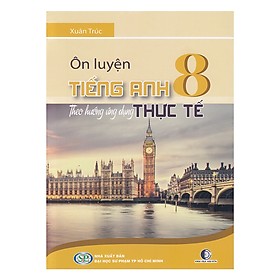 Xuân Trúc
Ôn luyện
TIẾNG ANH 8
Theo hướng ứng dụng THỰC TẾ
NHÀ XUẤT BẢN
ĐẠI HỌC SƯ PHẠM TP HỒ CHÍ MINH